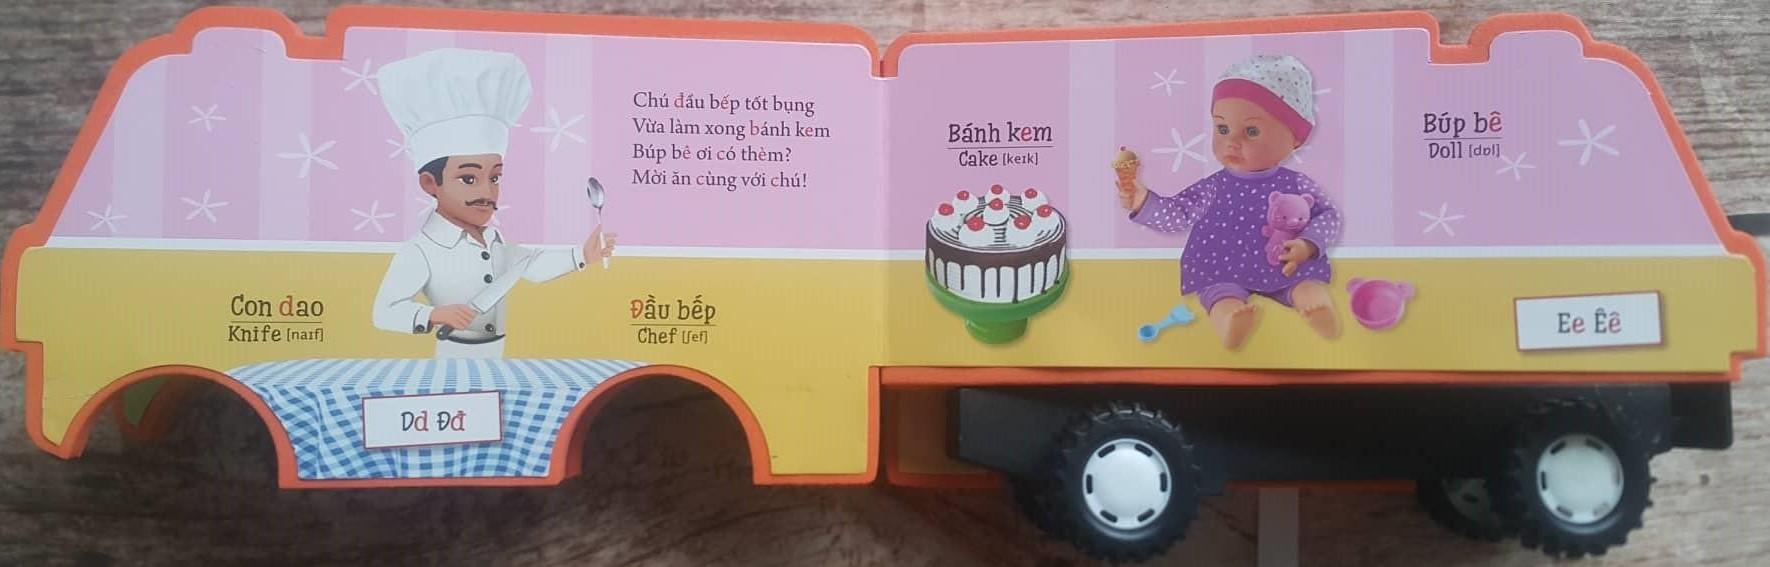 Chú đầu bếp tốt bụng
Vừa làm xong bánh kem
Búp bê ơi có thèm?
Mời ăn cùng với chú!
Con dao
Knife [naɪf]
Đầu bếp
Chef [ʃef]
Dd Đđ
Bánh kem
Cake [keɪk]
Búp bê
Doll [dɒl]
Ee Êê